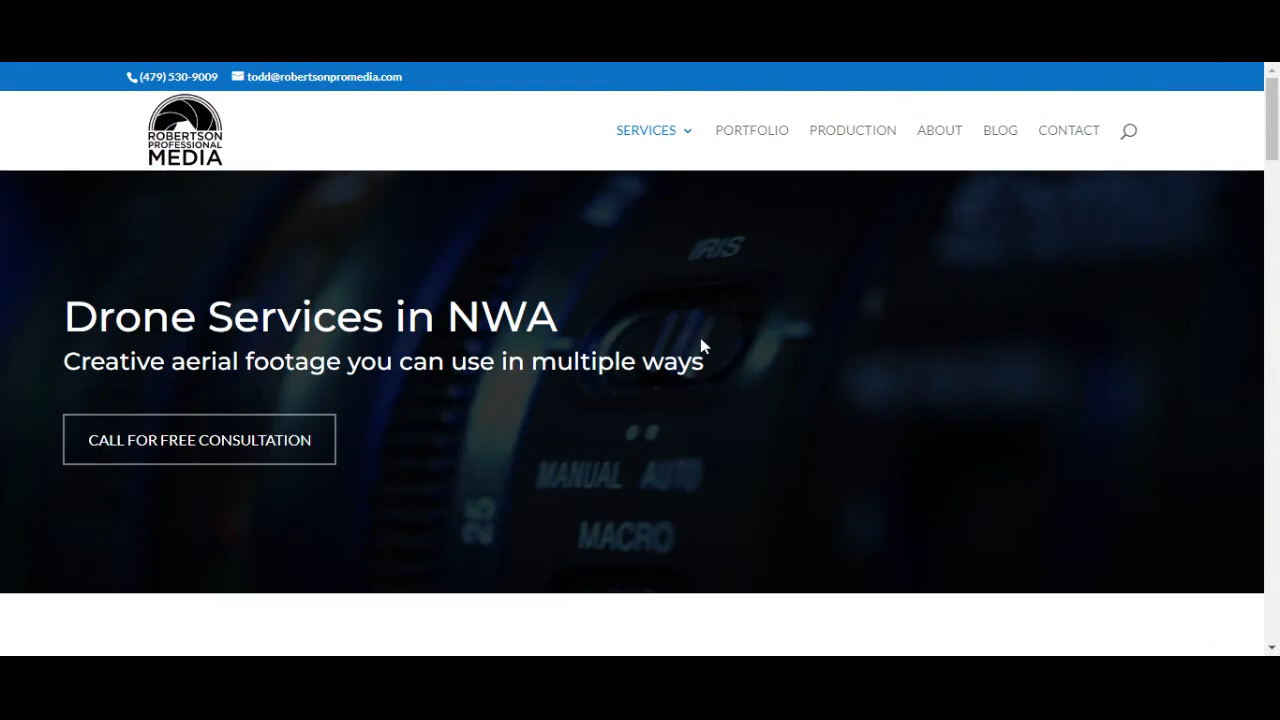 (479) 530-9009 todd@robertsonpromedia.com
ROBERTSON
PROFESSIONAL
MEDIA
SERVICES PORTFOLIO PRODUCTION ABOUT BLOG CONTACT
IRIS
Drone Services in NWA
Creative aerial footage you can use in multiple ways
CALL FOR FREE CONSULTATION
MANUAL AUTO
25
MACRO